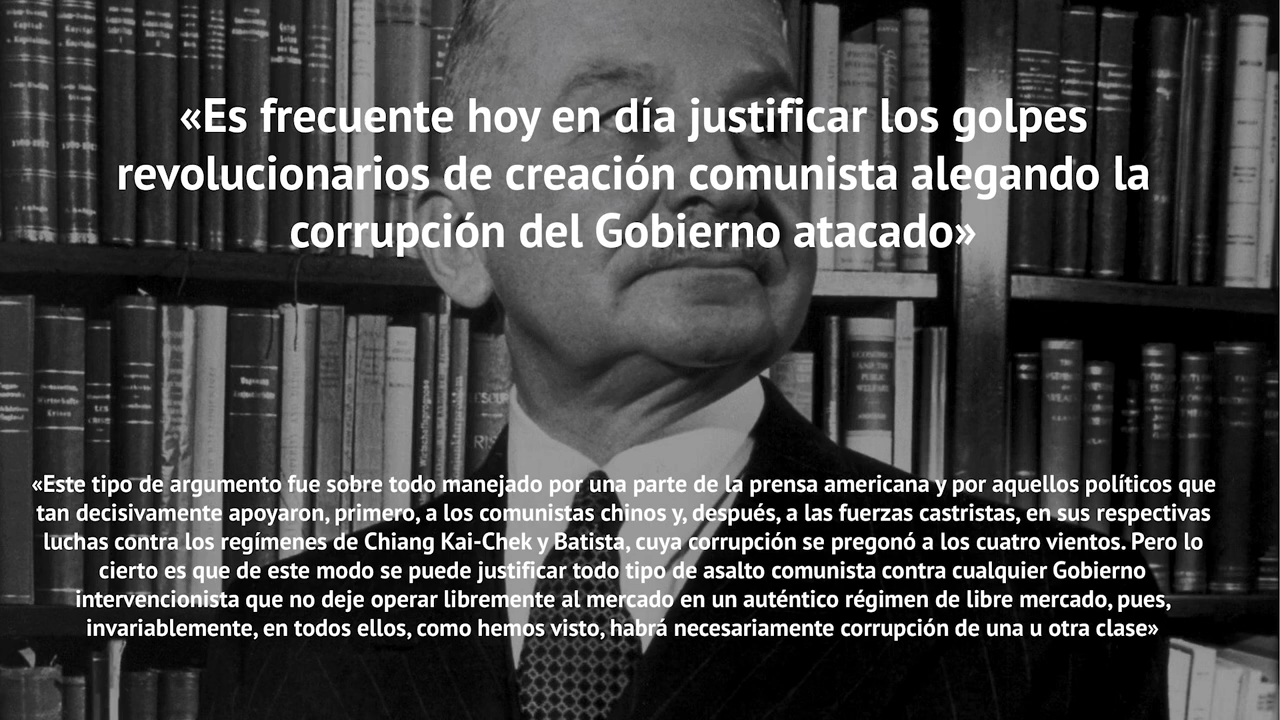 «Es frecuente hoy en día justificar los golpes
revolucionarios de creación comunista alegando la
corrupción del Gobierno atacado»
ECONOMICS
AND THE
PUBLIC
WELFARE
«Este tipo de argumento fue sobre todo manejado por una parte de la prensa americana y por aquellos políticos que
tan decisivamente apoyaron, primero, a los comunistas chinos y, después, a las fuerzas castristas, en sus respectivas
luchas contra los regímenes de Chiang Kai-Chek y Batista, cuya corrupción se pregonó a los cuatro vientos. Pero lo
cierto es que de este modo se puede justificar todo tipo de asalto comunista contra cualquier Gobierno
intervencionista que no deje operar libremente al mercado en un auténtico régimen de libre mercado, pues,
invariablemente, en todos ellos, como hemos visto, habrá necesariamente corrupción de una u otra clase»